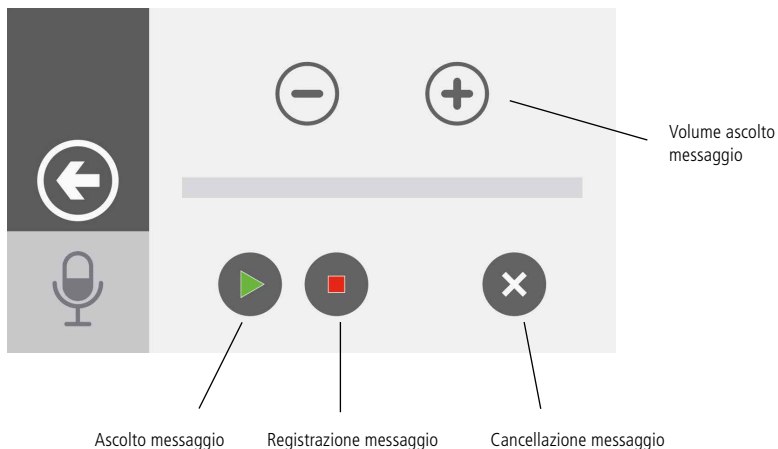 Volume ascolto
messaggio
Ascolto messaggio
Registrazione messaggio
Cancellazione messaggio